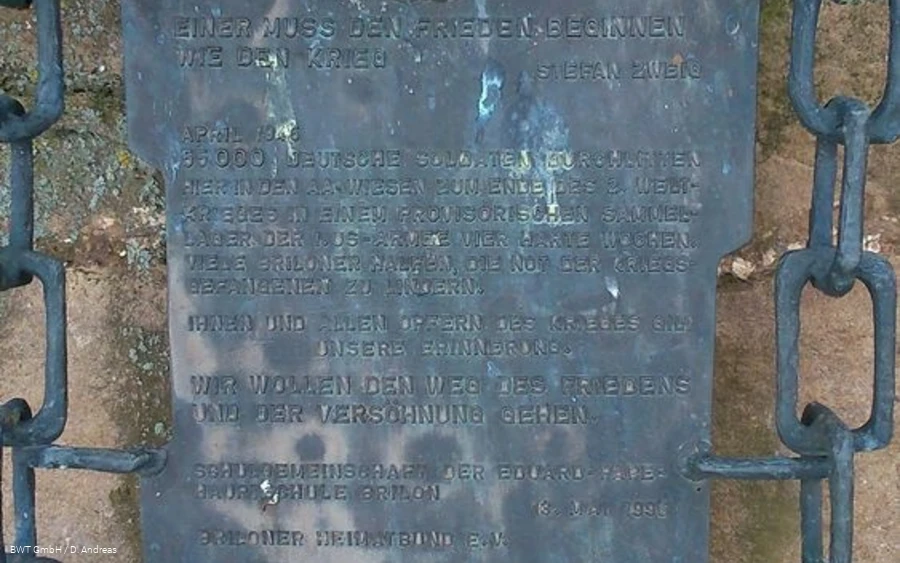 EINER MUSS DEN FRIEDEN BEGINNEN
WIE DEN KRIEG
STEFAN ZWEIG
APRIL 1945
000 DEUTSCHE SOLDATEN DURCHLITTEN
HIER IN DEN AA-WIESEN ZUM ENDE DES 2. WELT-
KRIEGES IN EINEM PROVISORISCHEN SAMMEL-
LAGER DER US-ARMEE VIER HARTE WOCHEN.
VIELE BRILONER HALFEN, DIE NOT DER KRIEGS-
GEFANGENEN ZU LINDERN.
IHNEN UND ALLEN OPFERN DES KRIEGES GILT
UNSERE ERINNERUNG.
WIR WOLLEN DEN WEG DES FRIEDENS
UND DER VERSÖHNUNG GEHEN.
SCHULGEMEINSCHAFT DER EDUARD-PAPE-
HAUPTSCHULE BRILON
8. MAI
BRILONER HEIMATBUND E.V.
BWT GmbH / D. Andreas